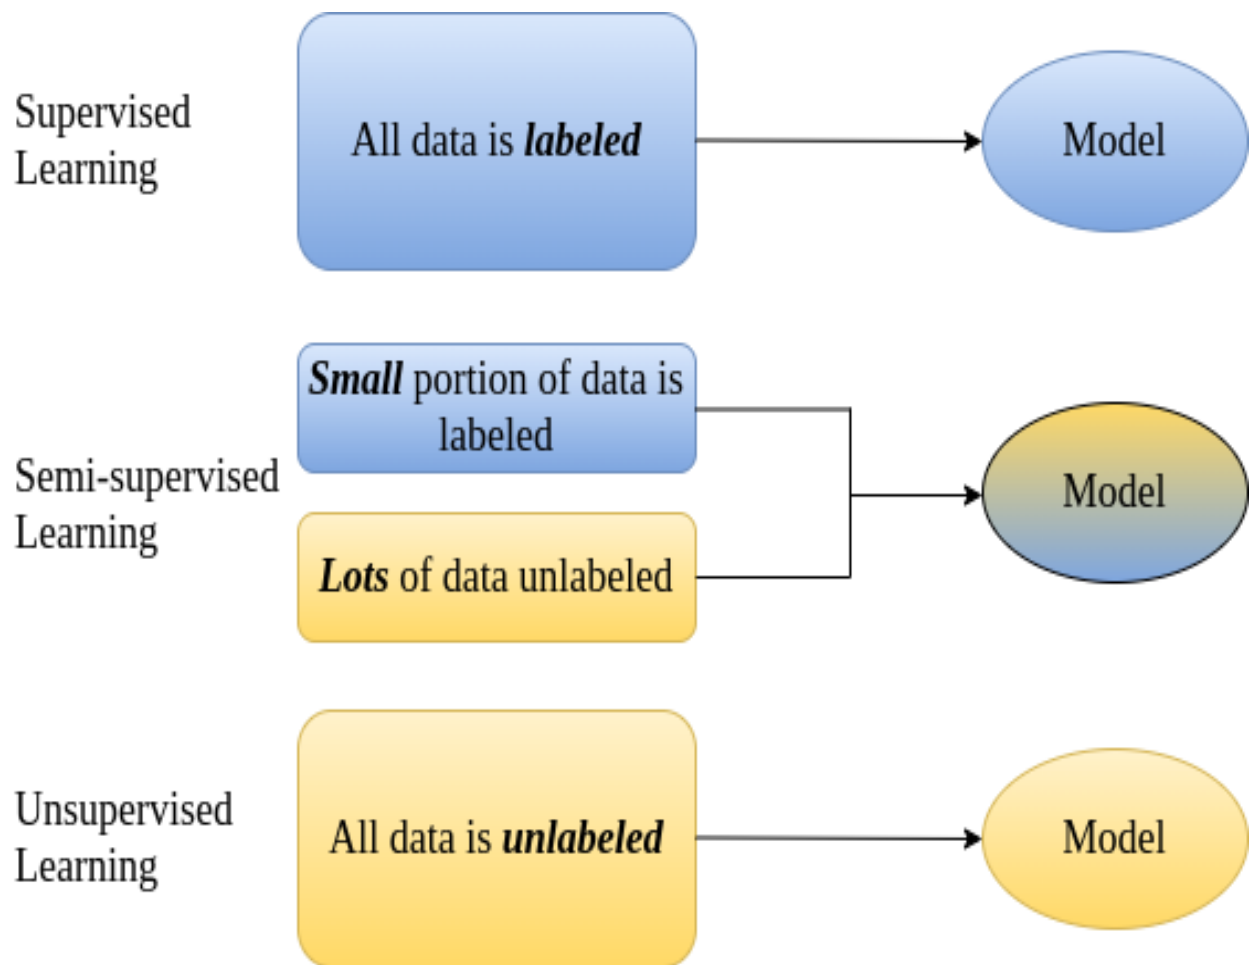 Supervised
Learning
All data is labeled
Model
Semi-supervised
Learning
Small portion of data is
labeled
Lots of data unlabeled
Model
Unsupervised
Learning
All data is unlabeled
Model